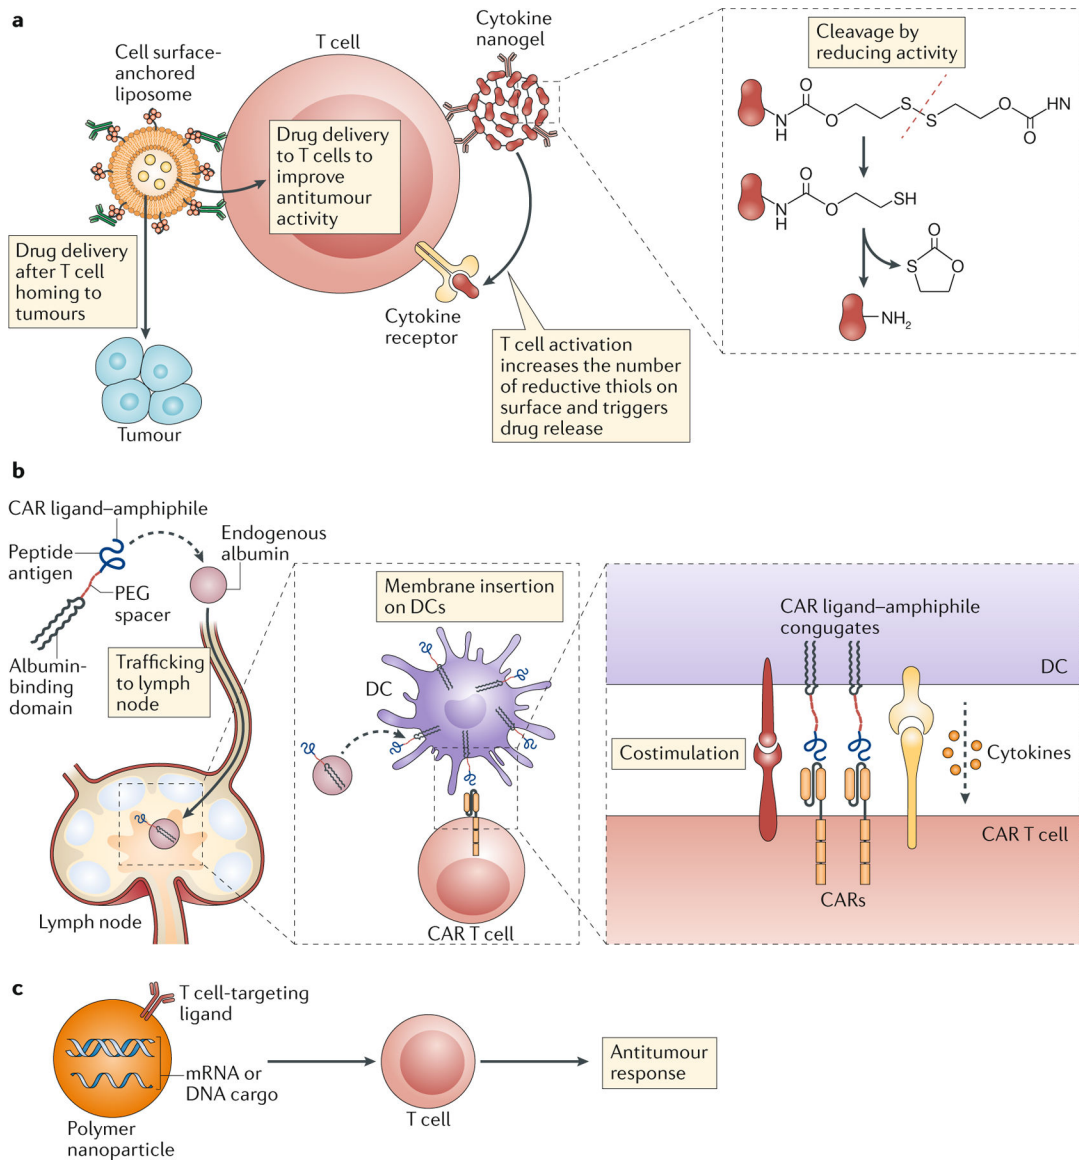 a
Cell surface-
anchored
liposome
T cell
Cytokine
nanogel
Drug delivery
to T cells to
improve
antitumour
activity
Drug delivery
after T cell
homing to
tumours
Tumour
Cytokine
receptor
T cell activation
increases the number
of reductive thiols on
surface and triggers
drug release
Cleavage by
reducing activity
N
H
O
O
S
S
O
O
HN
N
H
O
O
SH
O
S
O
NH2
b
CAR ligand–amphiphile
Peptide
antigen
PEG
spacer
Albumin-
binding
domain
Endogenous
albumin
Trafficking
to lymph
node
Lymph node
Membrane insertion
on DCs
DC
CAR T cell
CAR ligand–amphiphile
congugates
DC
Costimulation
Cytokines
CAR T cell
CARs
c
T cell-targeting
ligand
mRNA or
DNA cargo
Polymer
nanoparticle
T cell
Antitumour
response